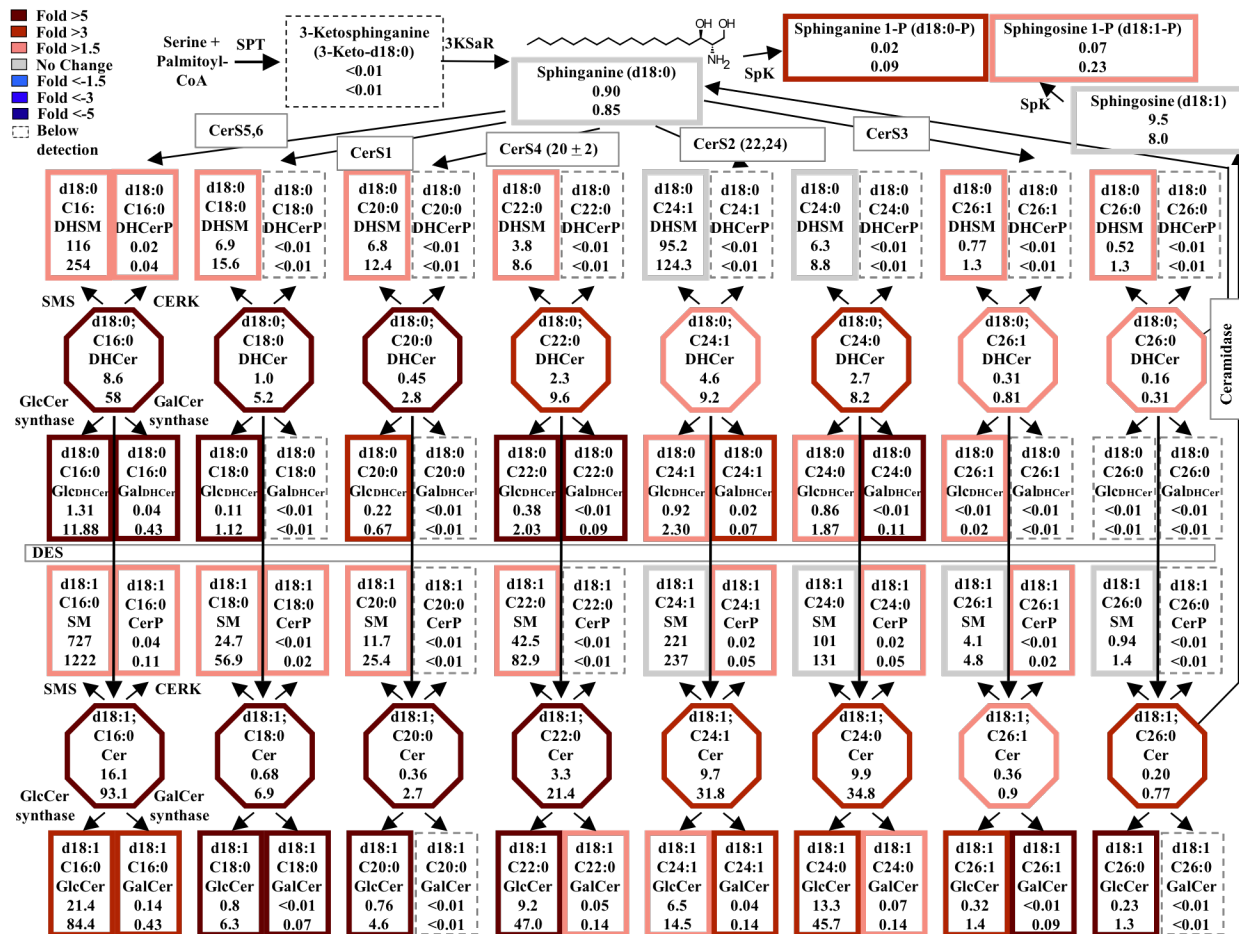 Fold >5
Fold >3
Fold >1.5
No Change
Fold <-1.5
Fold <-3
Fold <-5
Below
detection
Serine +
Palmitoyl-
CoA
SPT
3-Ketosphinganine
(3-Keto-d18:0)
<0.01
<0.01
3KSaR
OH OH
NH2
Sphinganine (d18:0)
0.90
0.85
SpK
Sphinganine 1-P (d18:0-P)
0.02
0.09
Sphingosine 1-P (d18:1-P)
0.07
0.23
SpK
Sphingosine (d18:1)
9.5
8.0
CerS5,6
CerS1
CerS4 (20 ± 2)
CerS2 (22,24)
CerS3
Ceramidase
d18:0 d18:0 d18:0 d18:0 d18:0 d18:0 d18:0 d18:0 d18:0 d18:0 d18:0 d18:0 d18:0 d18:0 d18:0 d18:0
C16: C16:0 C18:0 C18:0 C20:0 C20:0 C22:0 C22:0 C24:1 C24:1 C24:0 C24:0 C26:1 C26:1 C26:0 C26:0
DHSM DHCerP DHSM DHCerP DHSM DHCerP DHSM DHCerP DHSM DHCerP DHSM DHCerP DHSM DHCerP DHSM DHCerP
116 0.02 6.9 <0.01 6.8 <0.01 3.8 <0.01 95.2 <0.01 6.3 <0.01 0.77 <0.01 0.52 <0.01
254 0.04 15.6 <0.01 12.4 <0.01 8.6 <0.01 124.3 <0.01 8.8 <0.01 1.3 <0.01 1.3 <0.01
SMS CERK
d18:0; d18:0; d18:0; d18:0; d18:0; d18:0; d18:0; d18:0;
C16:0 C18:0 C20:0 C22:0 C24:1 C24:0 C26:1 C26:0
DHCer DHCer DHCer DHCer DHCer DHCer DHCer DHCer
8.6 1.0 0.45 2.3 4.6 2.7 0.31 0.16
58 5.2 2.8 9.6 9.2 8.2 0.81 0.31
GlcCer GalCer
synthase synthase
d18:0 d18:0 d18:0 d18:0 d18:0 d18:0 d18:0 d18:0 d18:0 d18:0 d18:0 d18:0 d18:0 d18:0 d18:0 d18:0
C16:0 C16:0 C18:0 C18:0 C20:0 C20:0 C22:0 C22:0 C24:1 C24:1 C24:0 C24:0 C26:1 C26:1 C26:0 C26:0
GlcDHCer GalDHCer GlcDHCer GalDHCer GlcDHCer GalDHCer GlcDHCer GalDHCer GlcDHCer GalDHCer GlcDHCer GalDHCer GlcDHCer GalDHCer GlcDHCer GalDHCer
1.31 0.04 0.11 <0.01 0.22 <0.01 0.38 <0.01 0.92 0.02 0.86 <0.01 <0.01 <0.01 <0.01 <0.01
11.88 0.43 1.12 <0.01 0.67 <0.01 2.03 0.09 2.30 0.07 1.87 0.11 0.02 <0.01 <0.01 <0.01
DES
d18:1 d18:1 d18:1 d18:1 d18:1 d18:1 d18:1 d18:1 d18:1 d18:1 d18:1 d18:1 d18:1 d18:1 d18:1 d18:1
C16:0 C16:0 C18:0 C18:0 C20:0 C20:0 C22:0 C22:0 C24:1 C24:1 C24:0 C24:0 C26:1 C26:1 C26:0 C26:0
SM CerP SM CerP SM CerP SM CerP SM CerP SM CerP SM CerP SM CerP
727 0.04 24.7 <0.01 11.7 <0.01 42.5 <0.01 221 0.02 101 0.02 4.1 <0.01 0.94 <0.01
1222 0.11 56.9 0.02 25.4 <0.01 82.9 <0.01 237 0.05 131 0.05 4.8 0.02 1.4 <0.01
SMS CERK
d18:1; d18:1; d18:1; d18:1; d18:1; d18:1; d18:1; d18:1;
C16:0 C18:0 C20:0 C22:0 C24:1 C24:0 C26:1 C26:0
Cer Cer Cer Cer Cer Cer Cer Cer
16.1 0.68 0.36 3.3 9.7 9.9 0.36 0.20
93.1 6.9 2.7 21.4 31.8 34.8 0.9 0.77
GlcCer GalCer
synthase synthase
d18:1 d18:1 d18:1 d18:1 d18:1 d18:1 d18:1 d18:1 d18:1 d18:1 d18:1 d18:1 d18:1 d18:1 d18:1 d18:1
C16:0 C16:0 C18:0 C18:0 C20:0 C20:0 C22:0 C22:0 C24:1 C24:1 C24:0 C24:0 C26:1 C26:1 C26:0 C26:0
GlcCer GalCer GlcCer GalCer GlcCer GalCer GlcCer GalCer GlcCer GalCer GlcCer GalCer GlcCer GalCer GlcCer GalCer
21.4 0.14 0.8 <0.01 0.76 <0.01 9.2 0.05 6.5 0.04 13.3 0.07 0.32 <0.01 0.23 <0.01
84.4 0.43 6.3 0.07 4.6 <0.01 47.0 0.14 14.5 0.14 45.7 0.14 1.4 0.09 1.3 <0.01